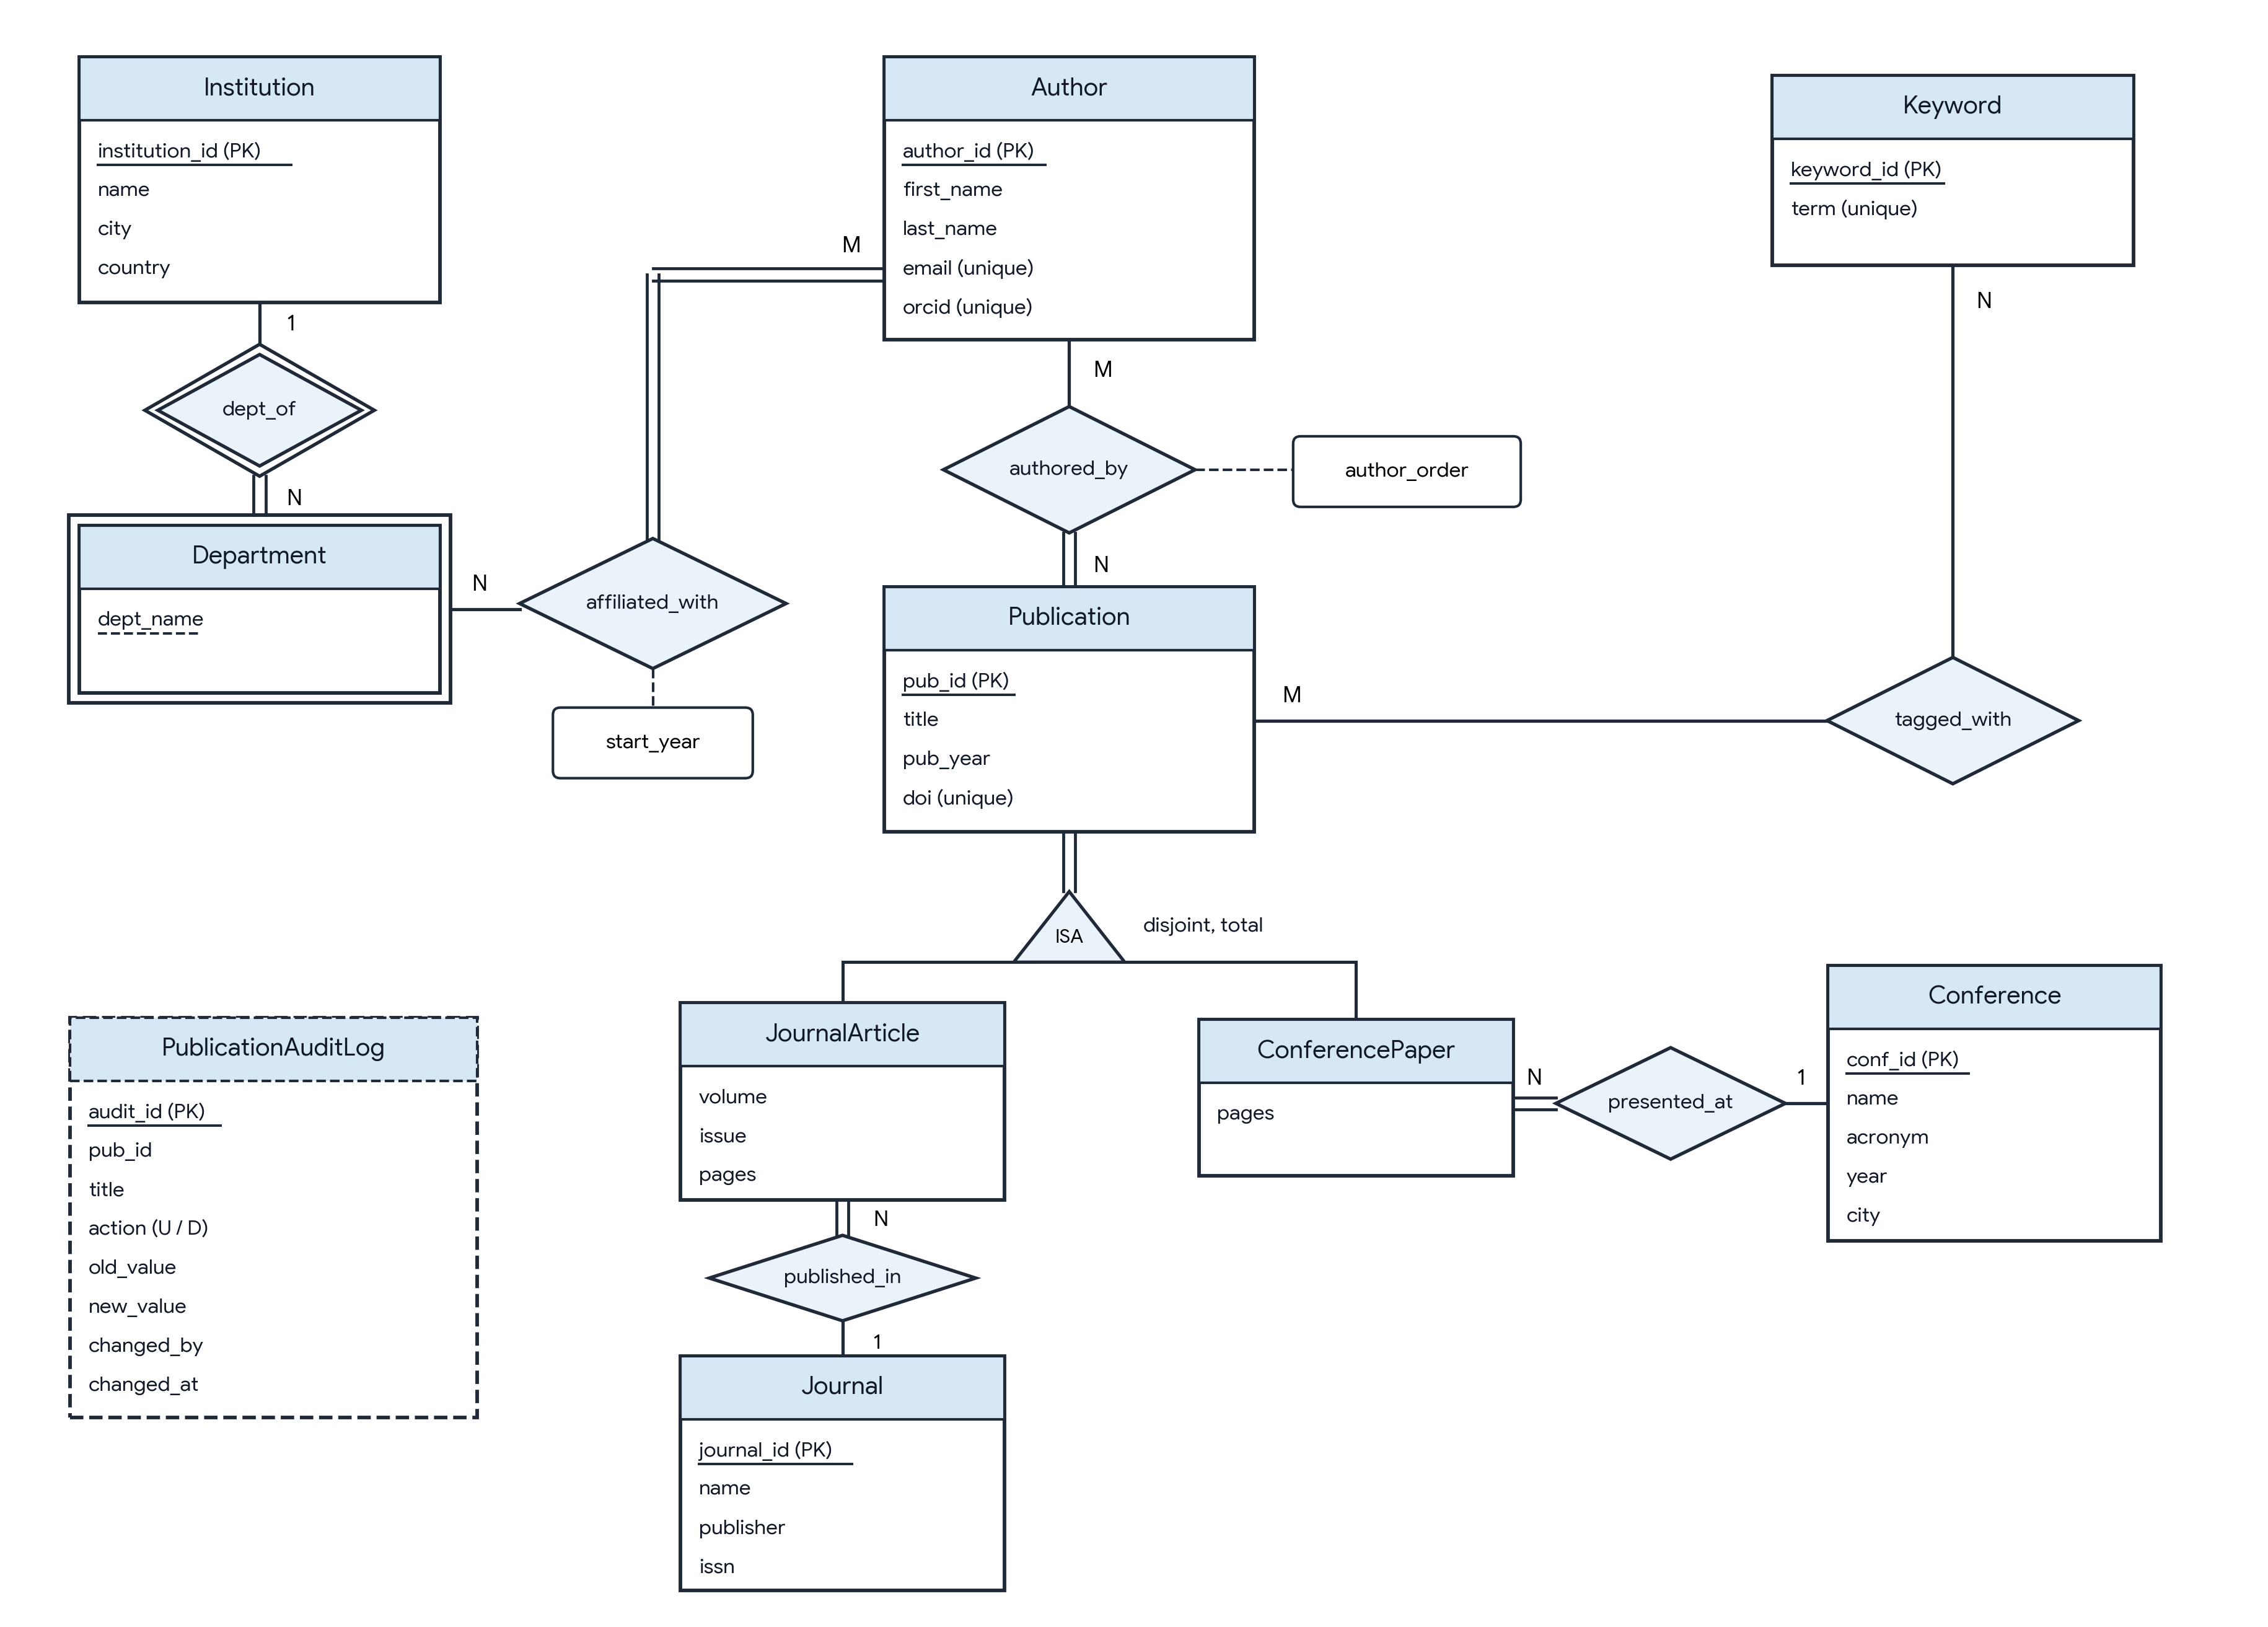 Institution
institution_id (PK)
name
city
country
1
dept_of
N
Department
dept_name
N
affiliated_with
start_year
M
Author
author_id (PK)
first_name
last_name
email (unique)
orcid (unique)
M
authored_by
author_order
N
Publication
pub_id (PK)
title
pub_year
doi (unique)
M
tagged_with
N
Keyword
keyword_id (PK)
term (unique)
ISA
disjoint, total
JournalArticle
volume
issue
pages
N
published_in
1
Journal
journal_id (PK)
name
publisher
issn
ConferencePaper
pages
N
presented_at
1
Conference
conf_id (PK)
name
acronym
year
city
PublicationAuditLog
audit_id (PK)
pub_id
title
action (U / D)
old_value
new_value
changed_by
changed_at